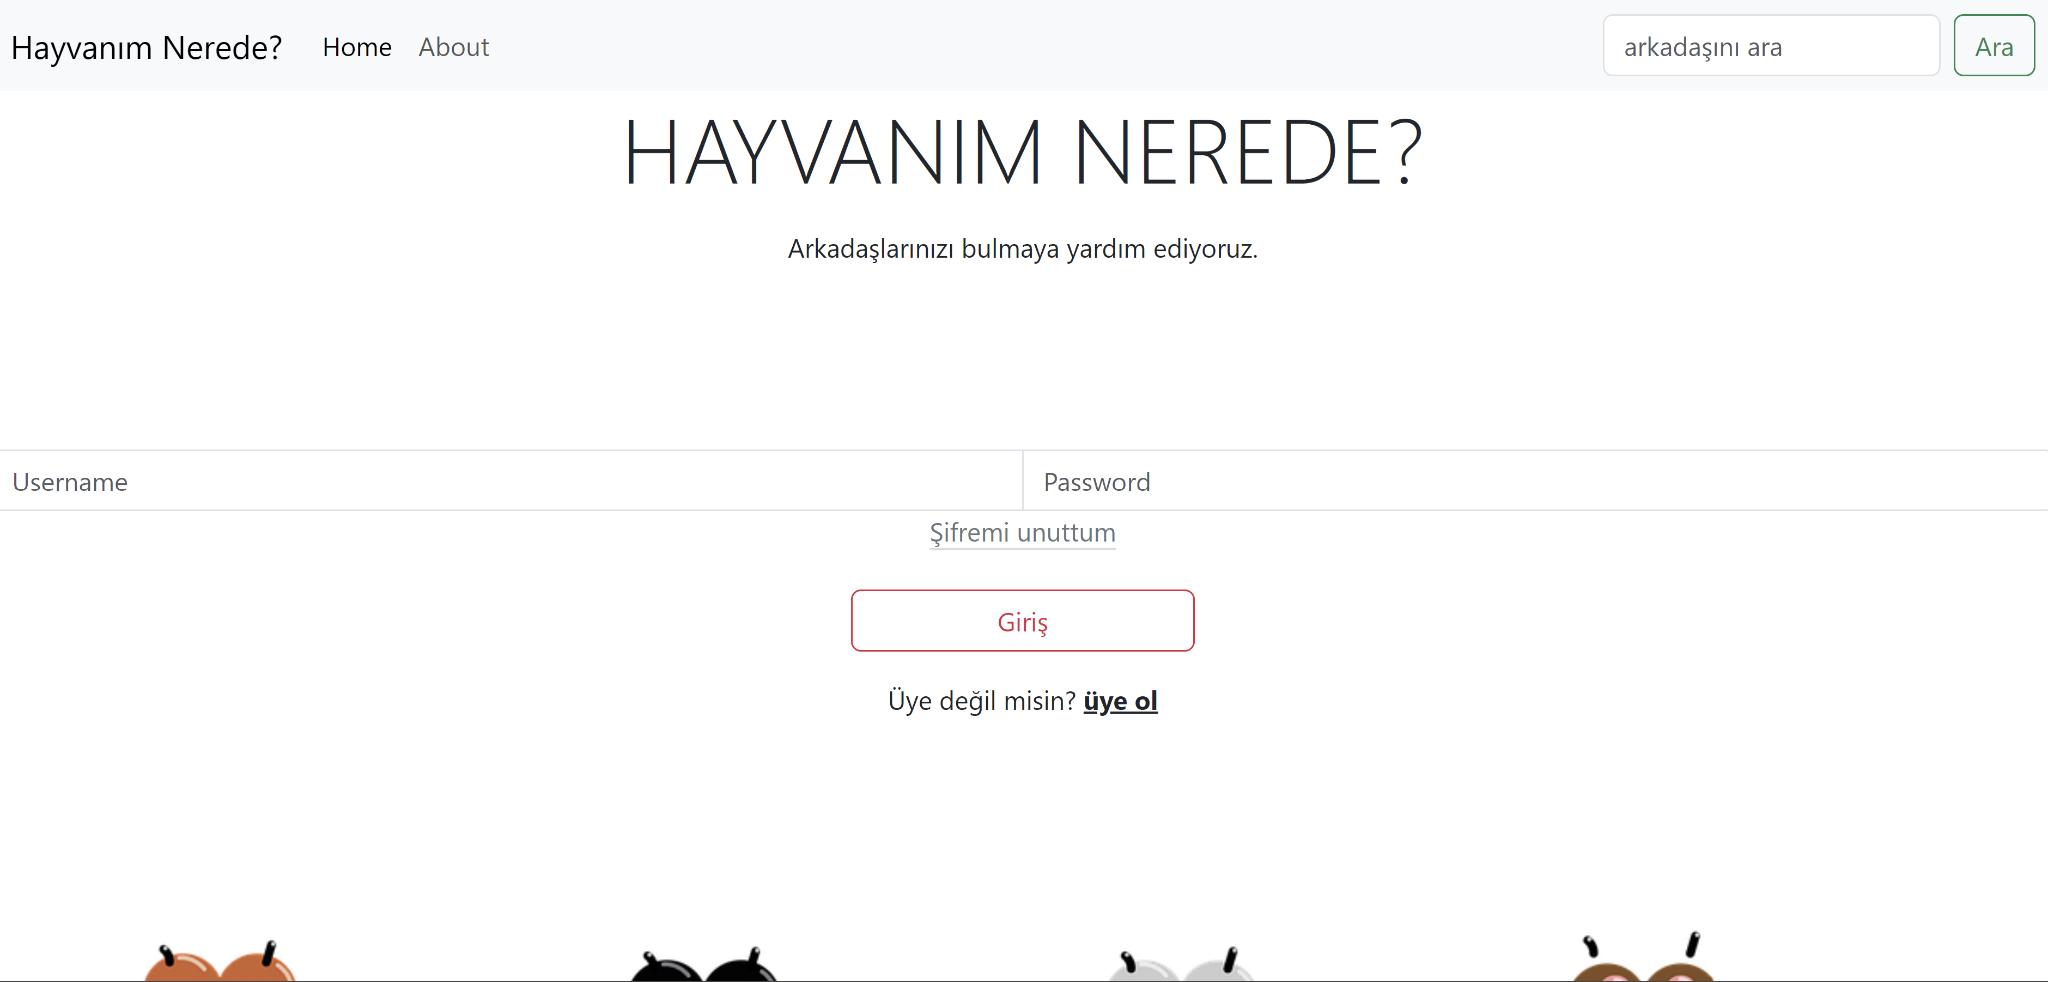 Hayvanım Nerede? Home About arkadaşını ara Ara
HAYVANIM NEREDE?
Arkadaşlarınızı bulmaya yardım ediyoruz.
Username Password
Şifremi unuttum
Giriş
Üye değil misin? üye ol